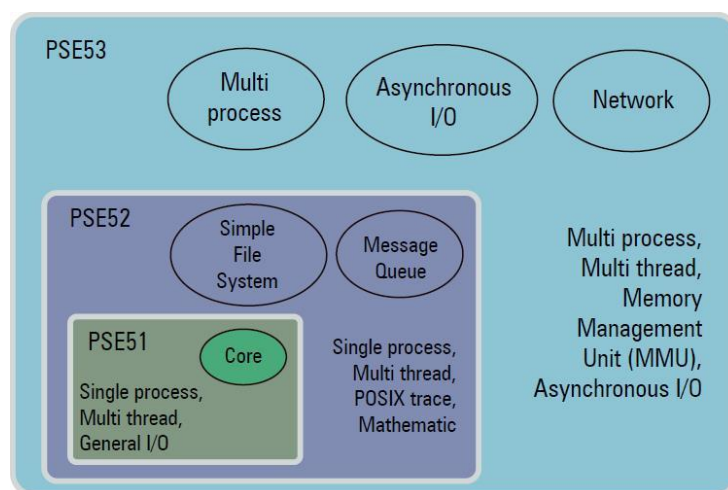 PSE53
Multi
process
Asynchronous
I/O
Network
PSE52
Simple
File
System
Message
Queue
Multi process,
Multi thread,
Memory
Management
Unit (MMU),
Asynchronous I/O
PSE51
Core
Single process,
Multi thread,
General I/O
Single process,
Multi thread,
POSIX trace,
Mathematic